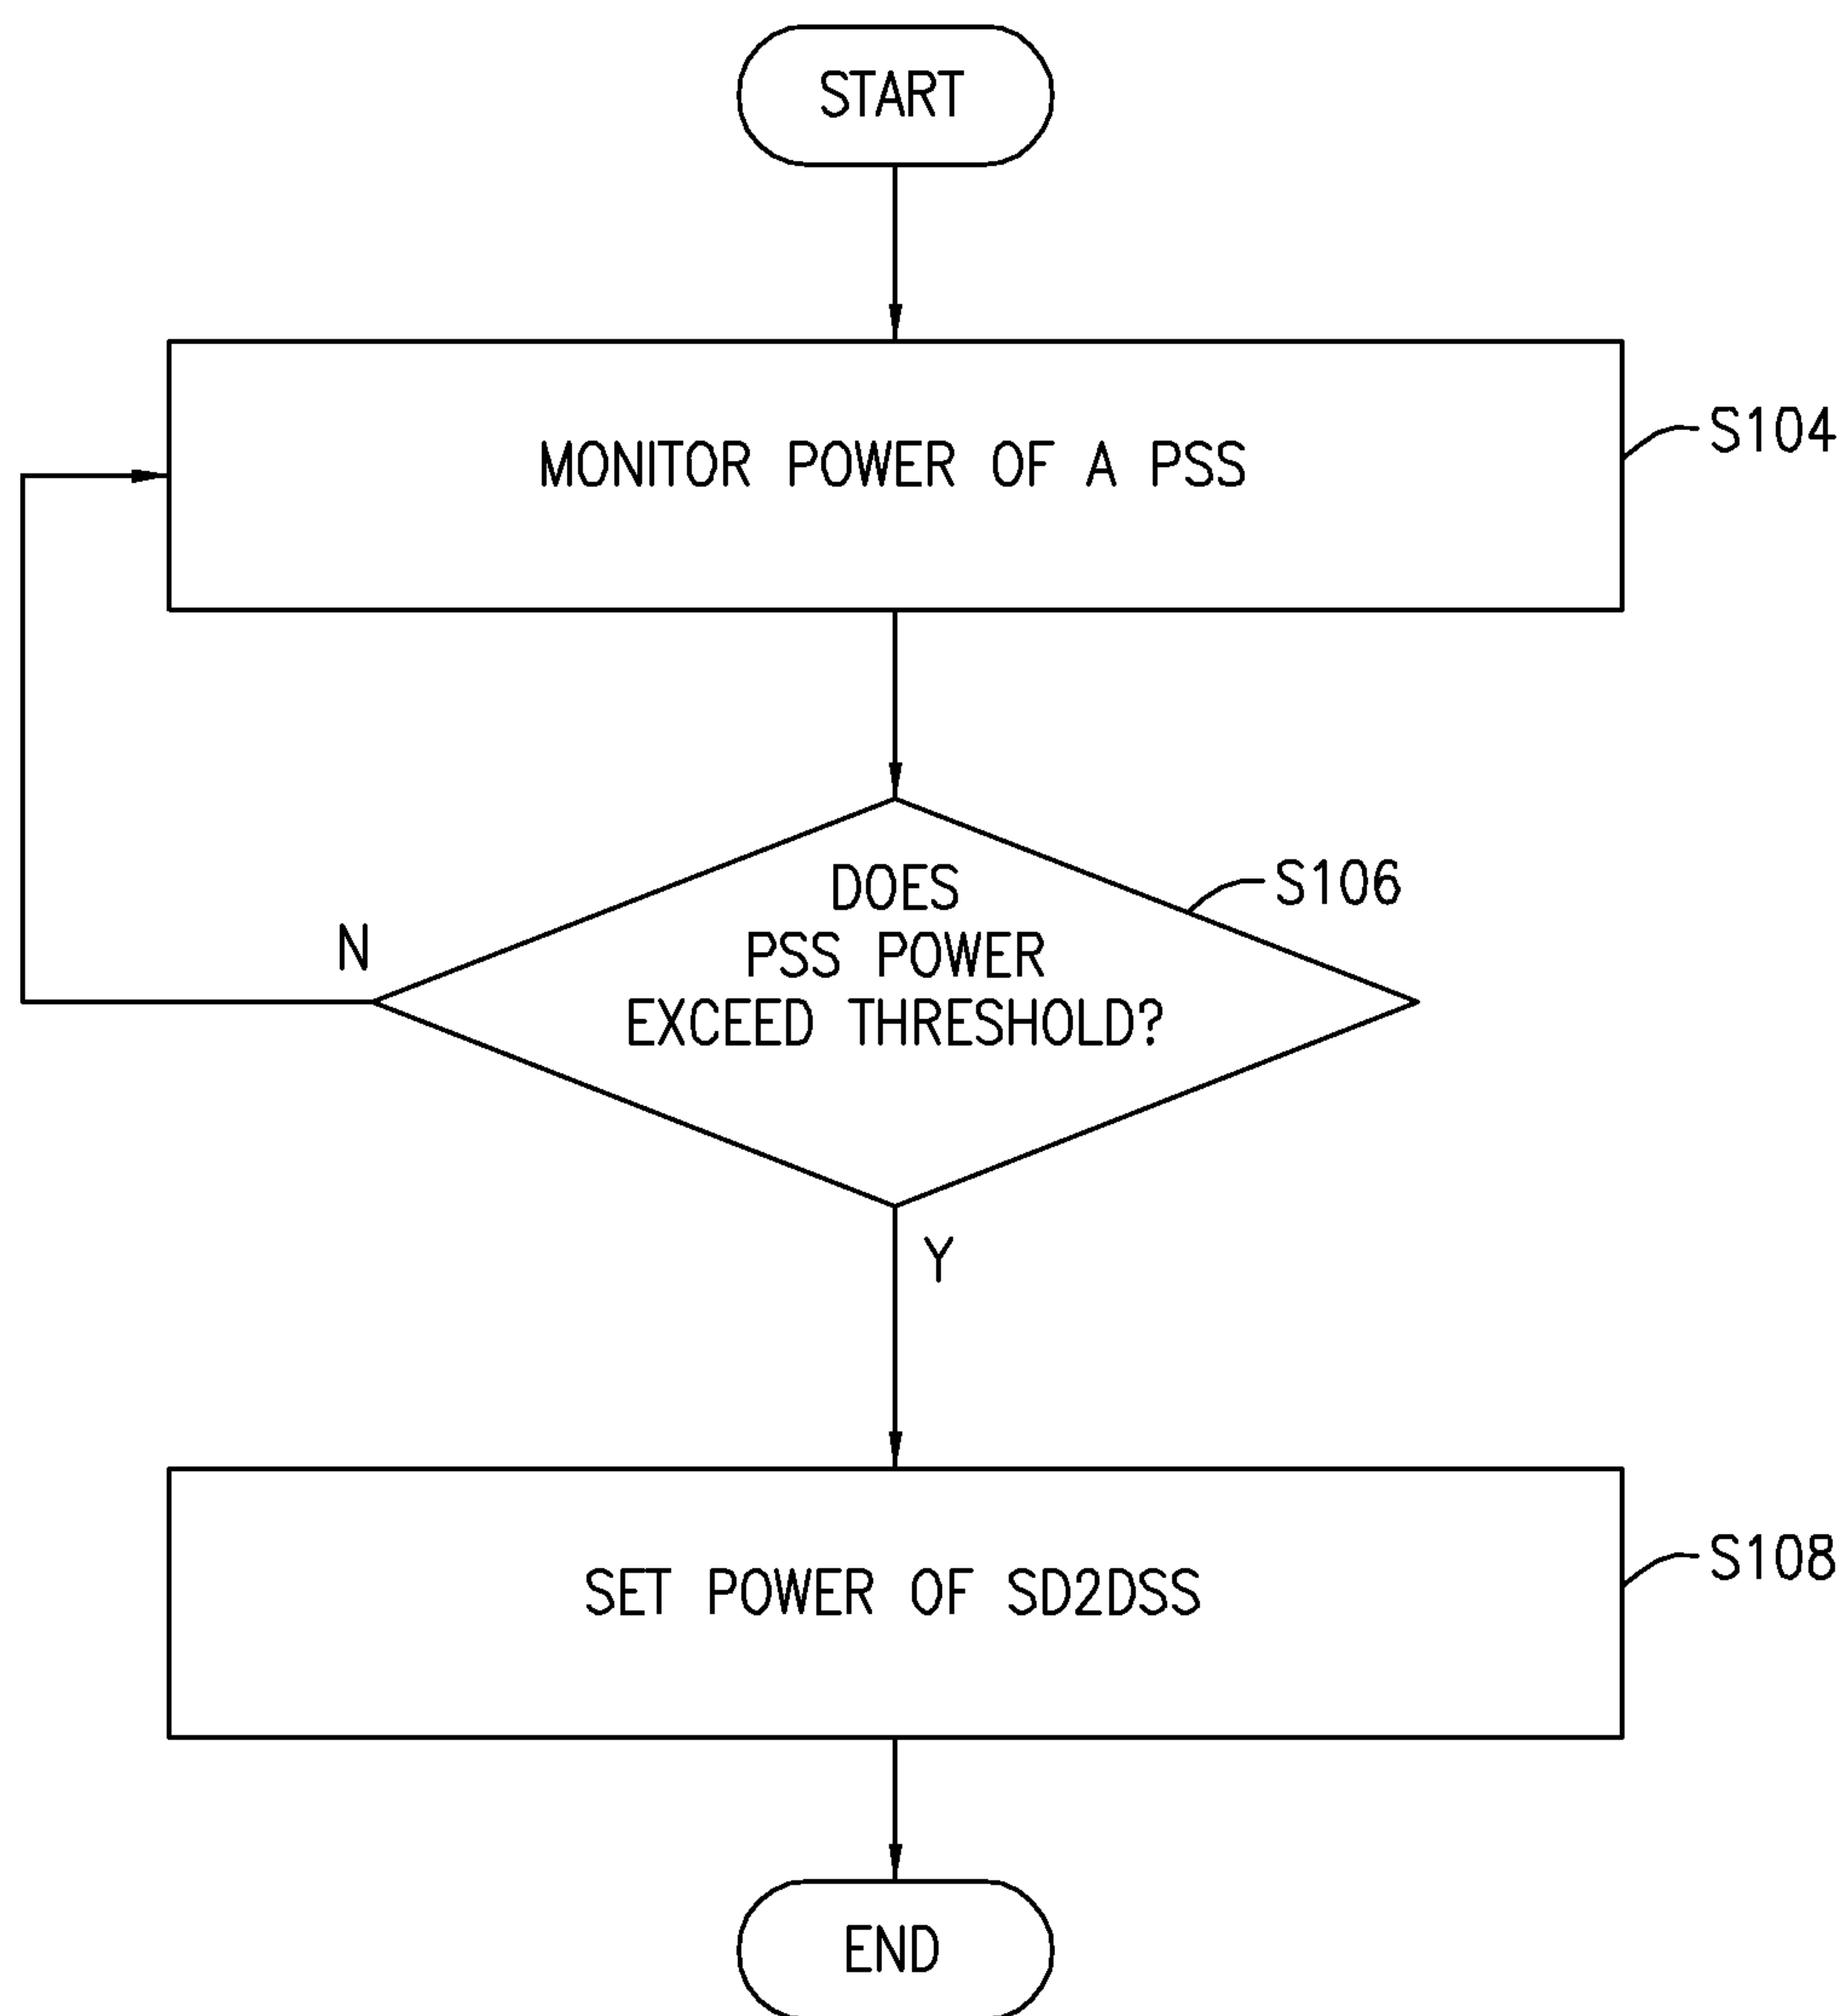 START
MONITOR POWER OF A PSS
S104
DOES
PSS POWER
EXCEED THRESHOLD?
S106
N
Y
SET POWER OF SD2DSS
S108
END